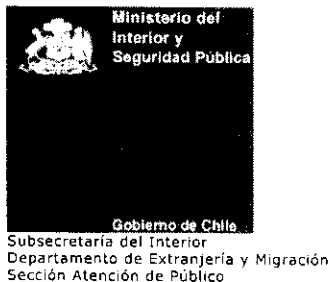 Ministerio del
Interior y
Seguridad Pública
Gobierno de Chile
Subsecretaría del Interior
Departamento de Extranjería y Migración
Sección Atención de Público